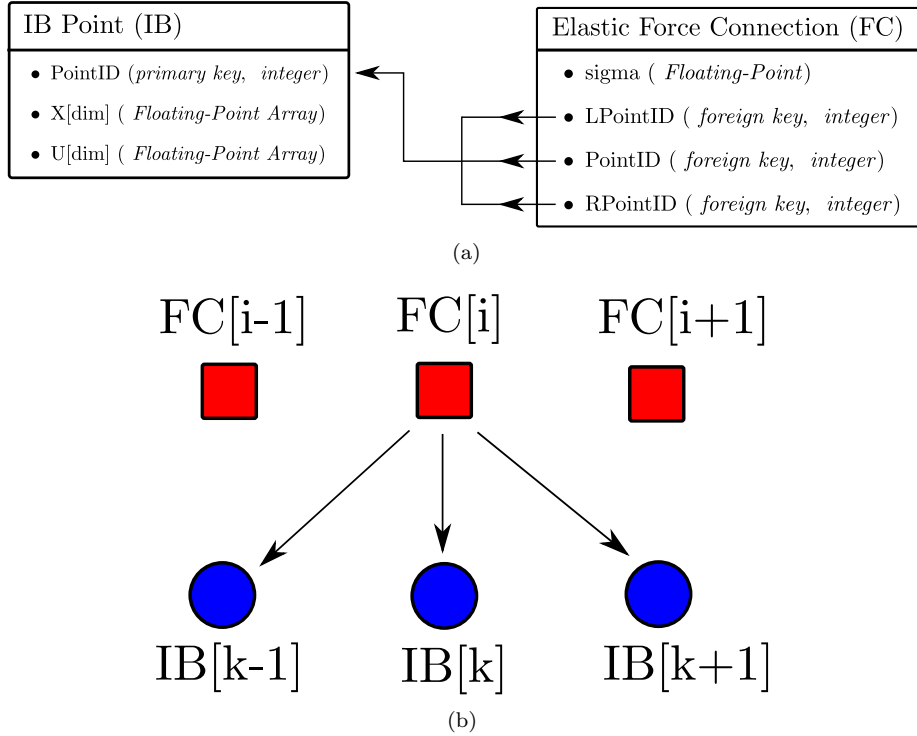 IB Point (IB)
• PointID (primary key, integer)
• X[dim] ( Floating-Point Array)
• U[dim] ( Floating-Point Array)
Elastic Force Connection (FC)
• sigma ( Floating-Point)
• LPointID ( foreign key, integer)
• PointID ( foreign key, integer)
• RPointID ( foreign key, integer)
(a)
FC[i-1] FC[i] FC[i+1]
IB[k-1] IB[k] IB[k+1]
(b)